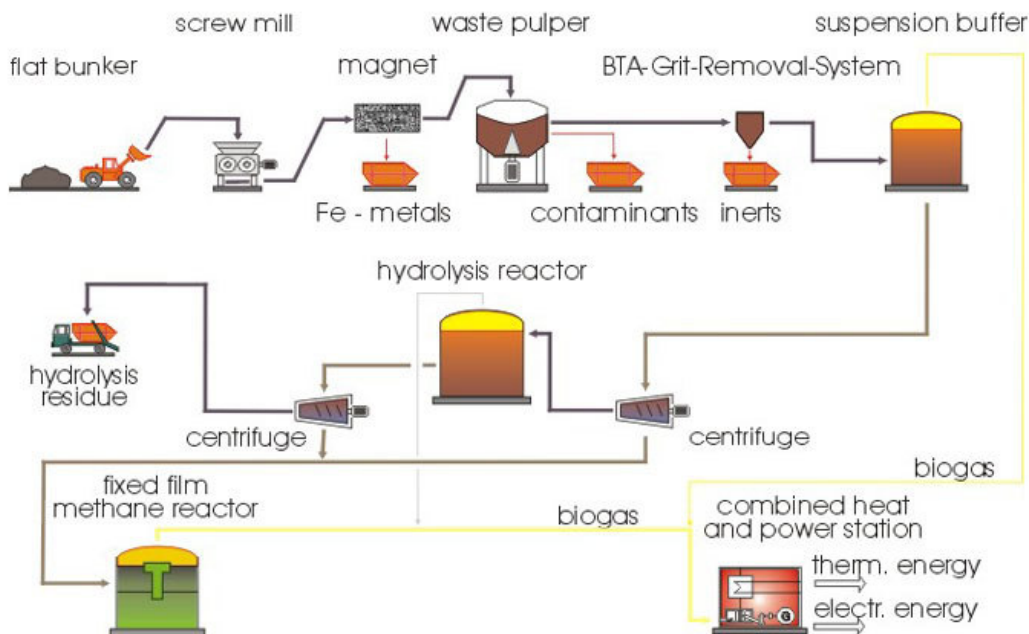 screw mill
waste pulper
suspension buffer
flat bunker
magnet
BTA-Grit-Removal-System
Fe - metals
contaminants
inerts
hydrolysis reactor
hydrolysis
residue
centrifuge
centrifuge
fixed film
methane reactor
biogas
biogas
combined heat
and power station
therm. energy
electr. energy
G